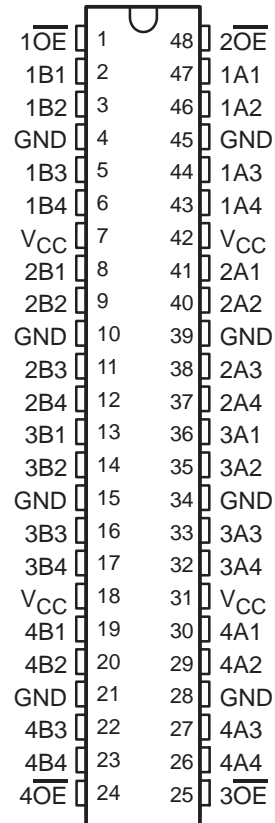 1O̅E̅ 1 48 2O̅E̅
1B1 2 47 1A1
1B2 3 46 1A2
GND 4 45 GND
1B3 5 44 1A3
1B4 6 43 1A4
VCC 7 42 VCC
2B1 8 41 2A1
2B2 9 40 2A2
GND 10 39 GND
2B3 11 38 2A3
2B4 12 37 2A4
3B1 13 36 3A1
3B2 14 35 3A2
GND 15 34 GND
3B3 16 33 3A3
3B4 17 32 3A4
VCC 18 31 VCC
4B1 19 30 4A1
4B2 20 29 4A2
GND 21 28 GND
4B3 22 27 4A3
4B4 23 26 4A4
4O̅E̅ 24 25 3O̅E̅